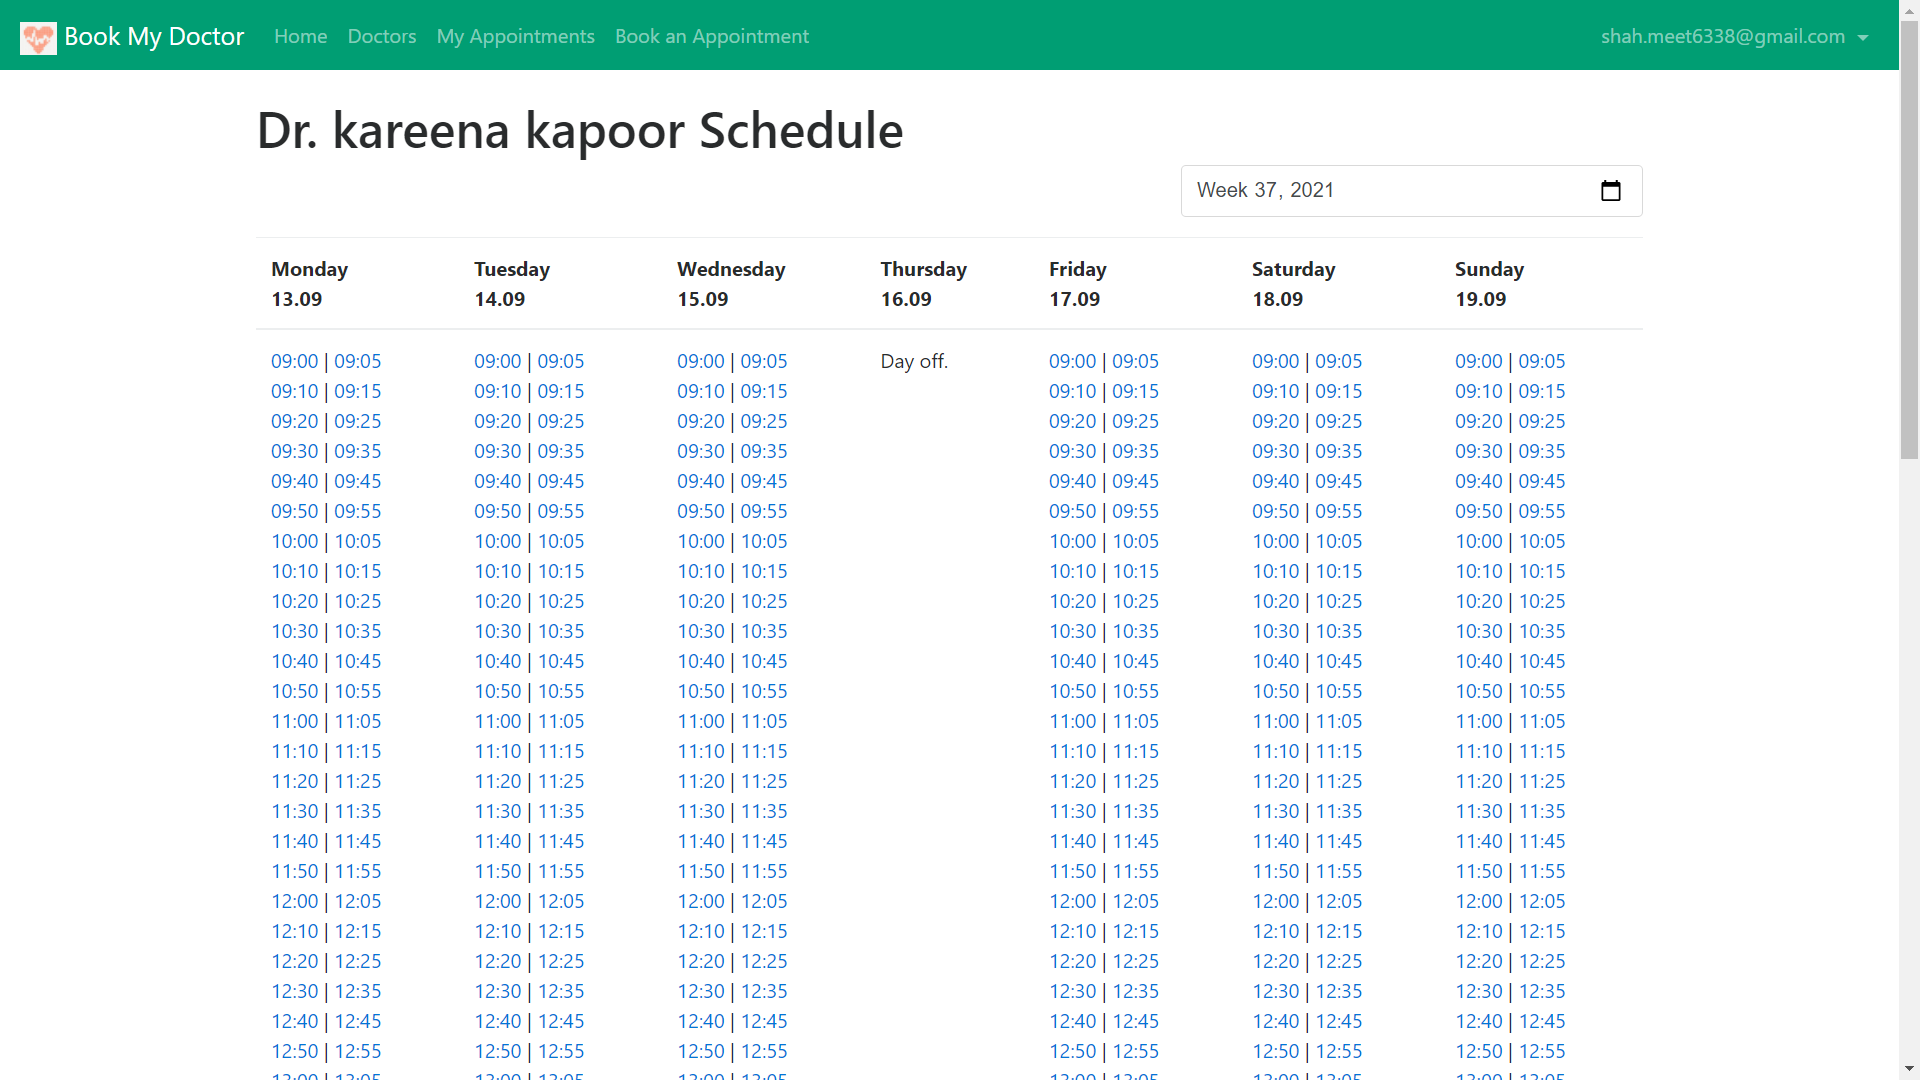 Book My Doctor Home Doctors My Appointments Book an Appointment shah.meet6338@gmail.com
Dr. kareena kapoor Schedule
Week 37, 2021
Monday Tuesday Wednesday Thursday Friday Saturday Sunday
13.09 14.09 15.09 16.09 17.09 18.09 19.09
09:00 | 09:05 09:00 | 09:05 09:00 | 09:05 Day off. 09:00 | 09:05 09:00 | 09:05 09:00 | 09:05
09:10 | 09:15 09:10 | 09:15 09:10 | 09:15 09:10 | 09:15 09:10 | 09:15 09:10 | 09:15
09:20 | 09:25 09:20 | 09:25 09:20 | 09:25 09:20 | 09:25 09:20 | 09:25 09:20 | 09:25
09:30 | 09:35 09:30 | 09:35 09:30 | 09:35 09:30 | 09:35 09:30 | 09:35 09:30 | 09:35
09:40 | 09:45 09:40 | 09:45 09:40 | 09:45 09:40 | 09:45 09:40 | 09:45 09:40 | 09:45
09:50 | 09:55 09:50 | 09:55 09:50 | 09:55 09:50 | 09:55 09:50 | 09:55 09:50 | 09:55
10:00 | 10:05 10:00 | 10:05 10:00 | 10:05 10:00 | 10:05 10:00 | 10:05 10:00 | 10:05
10:10 | 10:15 10:10 | 10:15 10:10 | 10:15 10:10 | 10:15 10:10 | 10:15 10:10 | 10:15
10:20 | 10:25 10:20 | 10:25 10:20 | 10:25 10:20 | 10:25 10:20 | 10:25 10:20 | 10:25
10:30 | 10:35 10:30 | 10:35 10:30 | 10:35 10:30 | 10:35 10:30 | 10:35 10:30 | 10:35
10:40 | 10:45 10:40 | 10:45 10:40 | 10:45 10:40 | 10:45 10:40 | 10:45 10:40 | 10:45
10:50 | 10:55 10:50 | 10:55 10:50 | 10:55 10:50 | 10:55 10:50 | 10:55 10:50 | 10:55
11:00 | 11:05 11:00 | 11:05 11:00 | 11:05 11:00 | 11:05 11:00 | 11:05 11:00 | 11:05
11:10 | 11:15 11:10 | 11:15 11:10 | 11:15 11:10 | 11:15 11:10 | 11:15 11:10 | 11:15
11:20 | 11:25 11:20 | 11:25 11:20 | 11:25 11:20 | 11:25 11:20 | 11:25 11:20 | 11:25
11:30 | 11:35 11:30 | 11:35 11:30 | 11:35 11:30 | 11:35 11:30 | 11:35 11:30 | 11:35
11:40 | 11:45 11:40 | 11:45 11:40 | 11:45 11:40 | 11:45 11:40 | 11:45 11:40 | 11:45
11:50 | 11:55 11:50 | 11:55 11:50 | 11:55 11:50 | 11:55 11:50 | 11:55 11:50 | 11:55
12:00 | 12:05 12:00 | 12:05 12:00 | 12:05 12:00 | 12:05 12:00 | 12:05 12:00 | 12:05
12:10 | 12:15 12:10 | 12:15 12:10 | 12:15 12:10 | 12:15 12:10 | 12:15 12:10 | 12:15
12:20 | 12:25 12:20 | 12:25 12:20 | 12:25 12:20 | 12:25 12:20 | 12:25 12:20 | 12:25
12:30 | 12:35 12:30 | 12:35 12:30 | 12:35 12:30 | 12:35 12:30 | 12:35 12:30 | 12:35
12:40 | 12:45 12:40 | 12:45 12:40 | 12:45 12:40 | 12:45 12:40 | 12:45 12:40 | 12:45
12:50 | 12:55 12:50 | 12:55 12:50 | 12:55 12:50 | 12:55 12:50 | 12:55 12:50 | 12:55